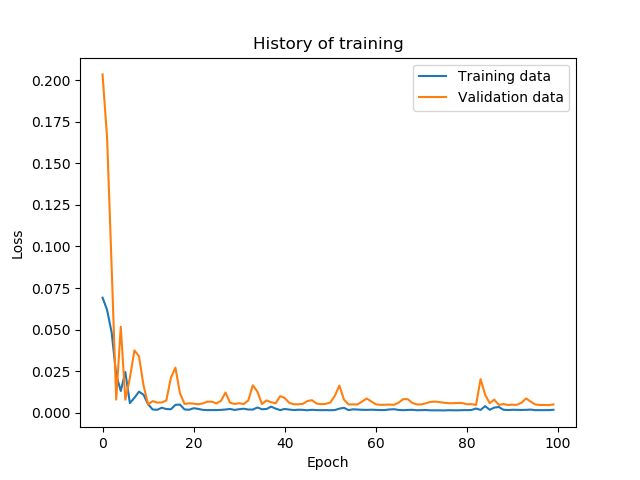 History of training
Training data
Validation data
0.200
0.175
0.150
0.125
0.100
0.075
0.050
0.025
0.000
Loss
0 20 40 60 80 100
Epoch